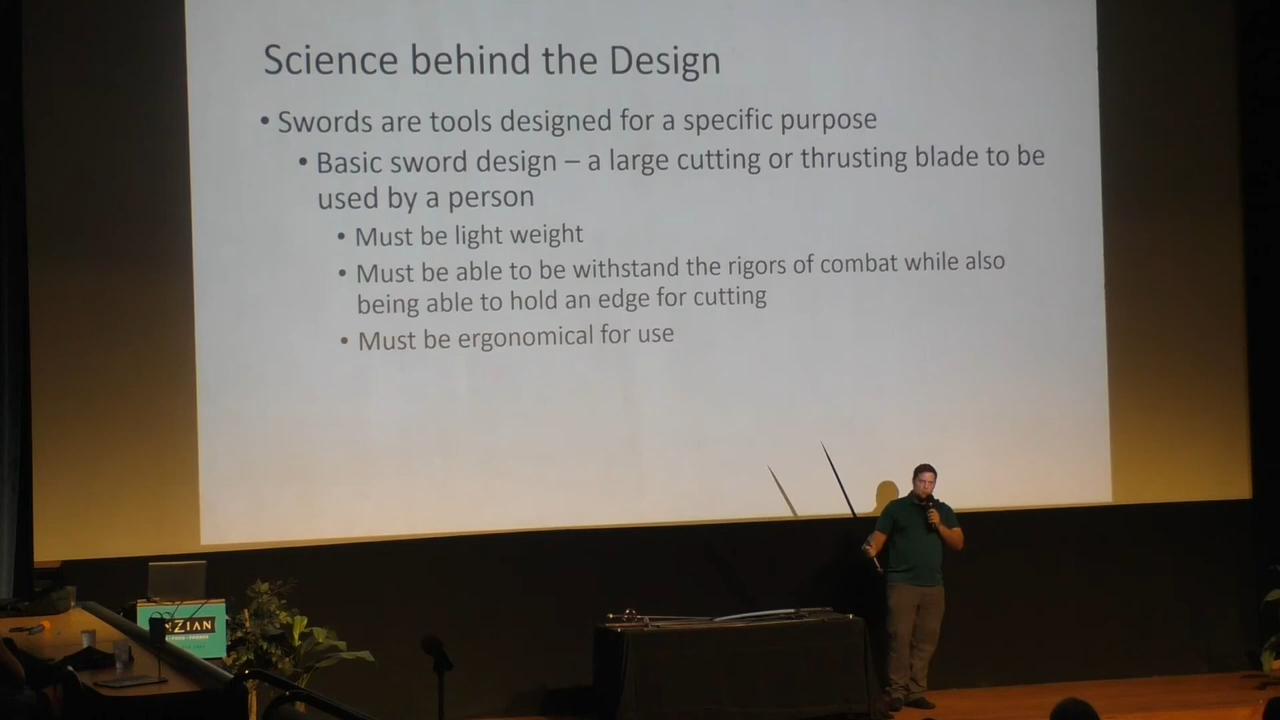 Science behind the Design
• Swords are tools designed for a specific purpose
• Basic sword design – a large cutting or thrusting blade to be
used by a person
• Must be light weight
• Must be able to be withstand the rigors of combat while also
being able to hold an edge for cutting
• Must be ergonomical for use
NZIAN